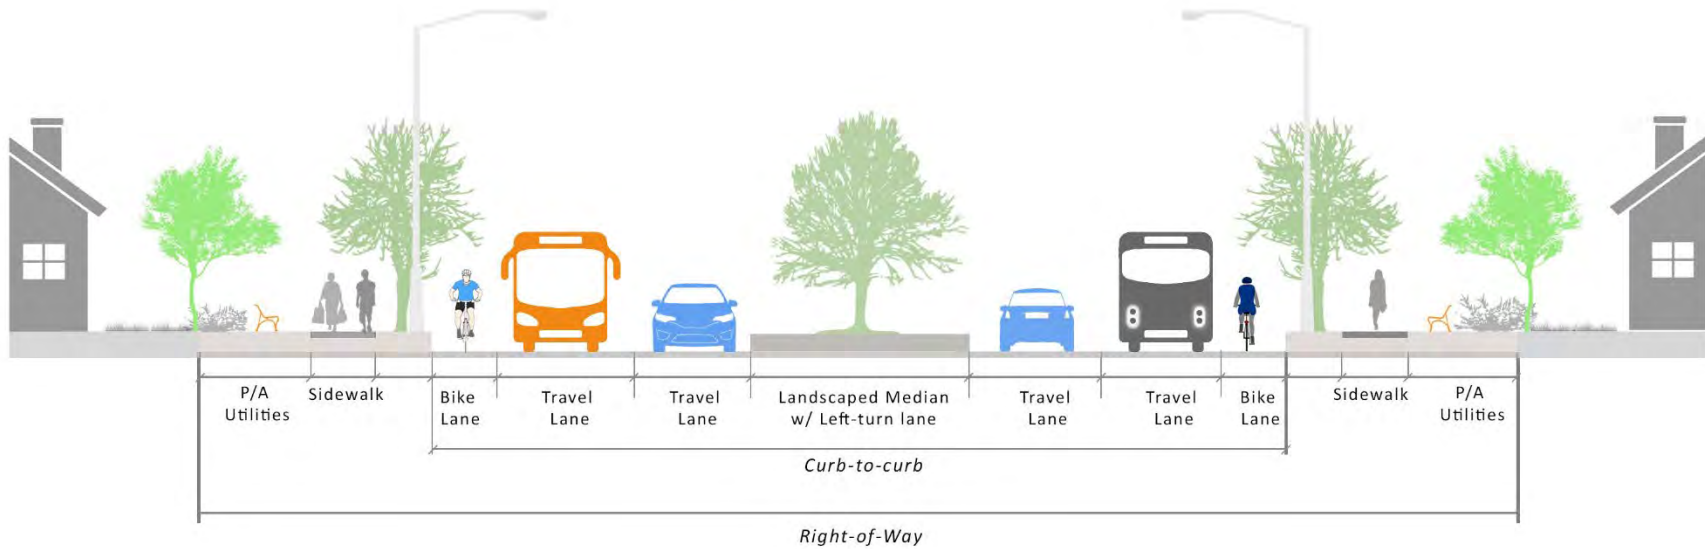 P/A
Utilities
Sidewalk
Bike
Lane
Travel
Lane
Travel
Lane
Landscaped Median
w/ Left-turn lane
Travel
Lane
Travel
Lane
Bike
Lane
Sidewalk
P/A
Utilities
Curb-to-curb
Right-of-Way